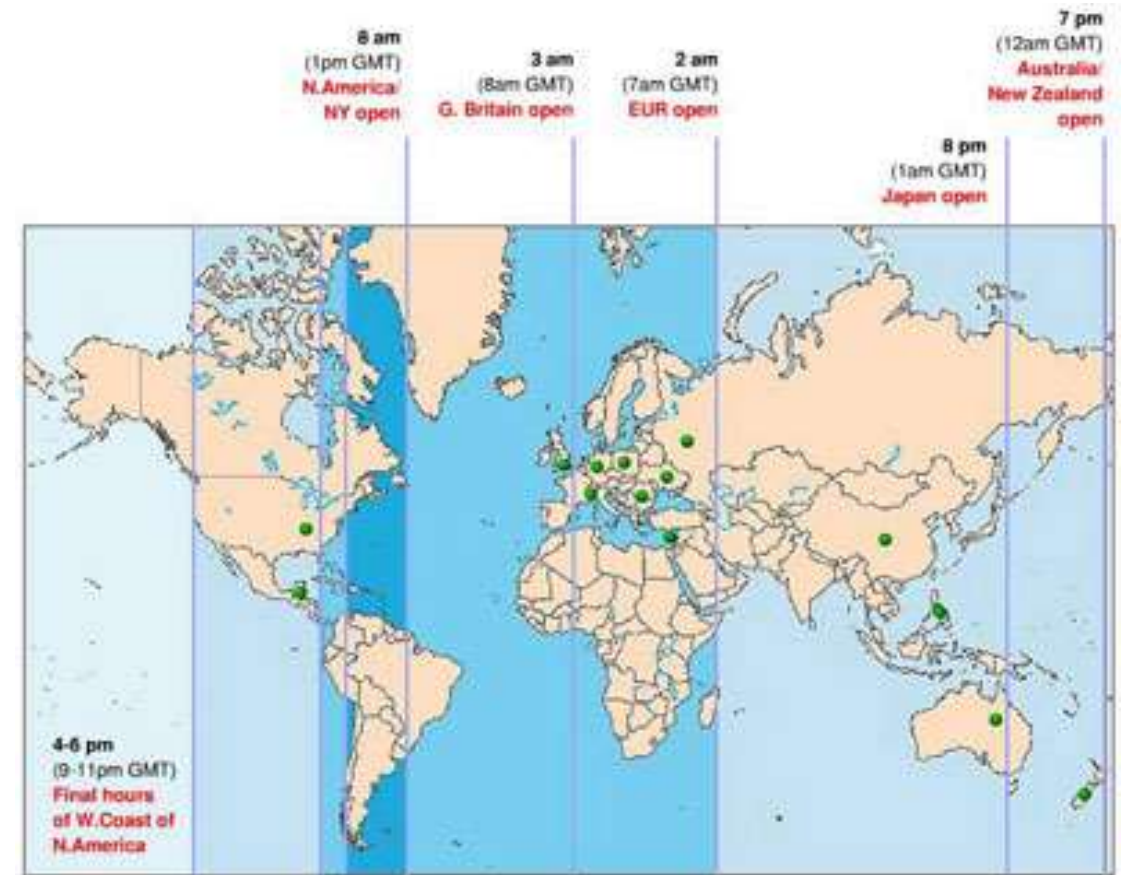 8 am
(1pm GMT)
N.America/
NY open
3 am
(8am GMT)
G. Britain open
2 am
(7am GMT)
EUR open
7 pm
(12am GMT)
Australia/
New Zealand
open
8 pm
(1am GMT)
Japan open
4-6 pm
(9-11pm GMT)
Final hours
of W.Coast of
N.America